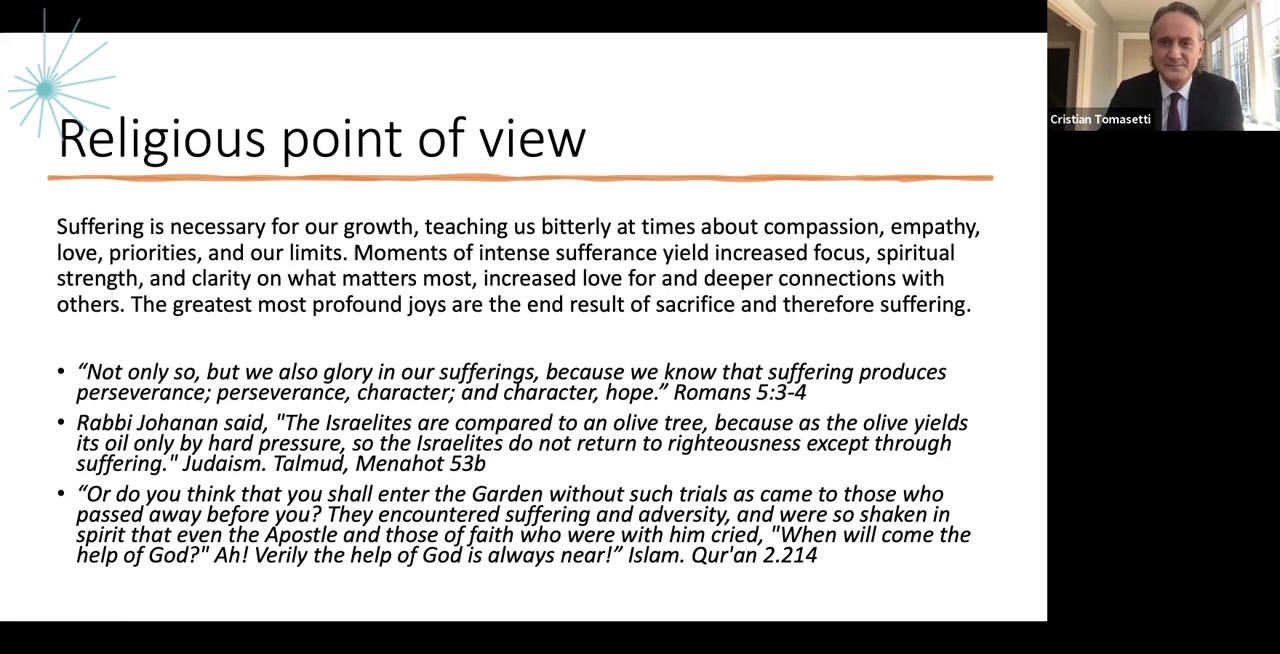 Religious point of view
Suffering is necessary for our growth, teaching us bitterly at times about compassion, empathy,
love, priorities, and our limits. Moments of intense sufferance yield increased focus, spiritual
strength, and clarity on what matters most, increased love for and deeper connections with
others. The greatest most profound joys are the end result of sacrifice and therefore suffering.
• “Not only so, but we also glory in our sufferings, because we know that suffering produces
perseverance; perseverance, character; and character, hope.” Romans 5:3-4
• Rabbi Johanan said, "The Israelites are compared to an olive tree, because as the olive yields
its oil only by hard pressure, so the Israelites do not return to righteousness except through
suffering." Judaism. Talmud, Menahot 53b
• “Or do you think that you shall enter the Garden without such trials as came to those who
passed away before you? They encountered suffering and adversity, and were so shaken in
spirit that even the Apostle and those of faith who were with him cried, "When will come the
help of God?" Ah! Verily the help of God is always near!” Islam. Qur'an 2.214
Cristian Tomasetti